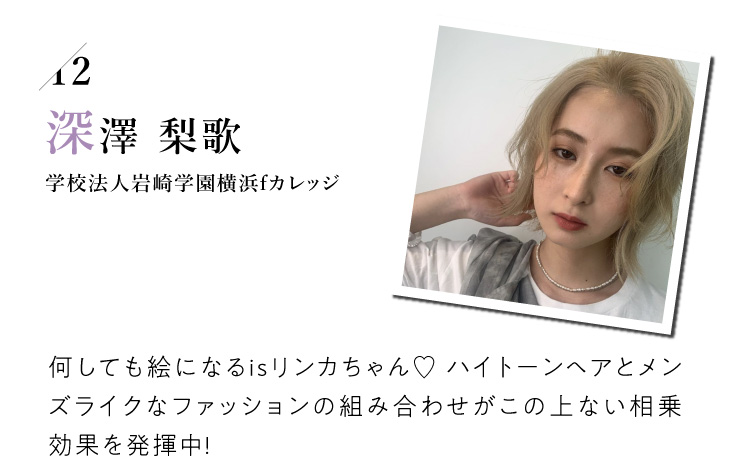 12
深澤 梨歌
学校法人岩崎学園横浜fカレッジ
何しても絵になるisリンカちゃん♡ ハイトーンヘアとメン
ズライクなファッションの組み合わせがこの上ない相乗
効果を発揮中!